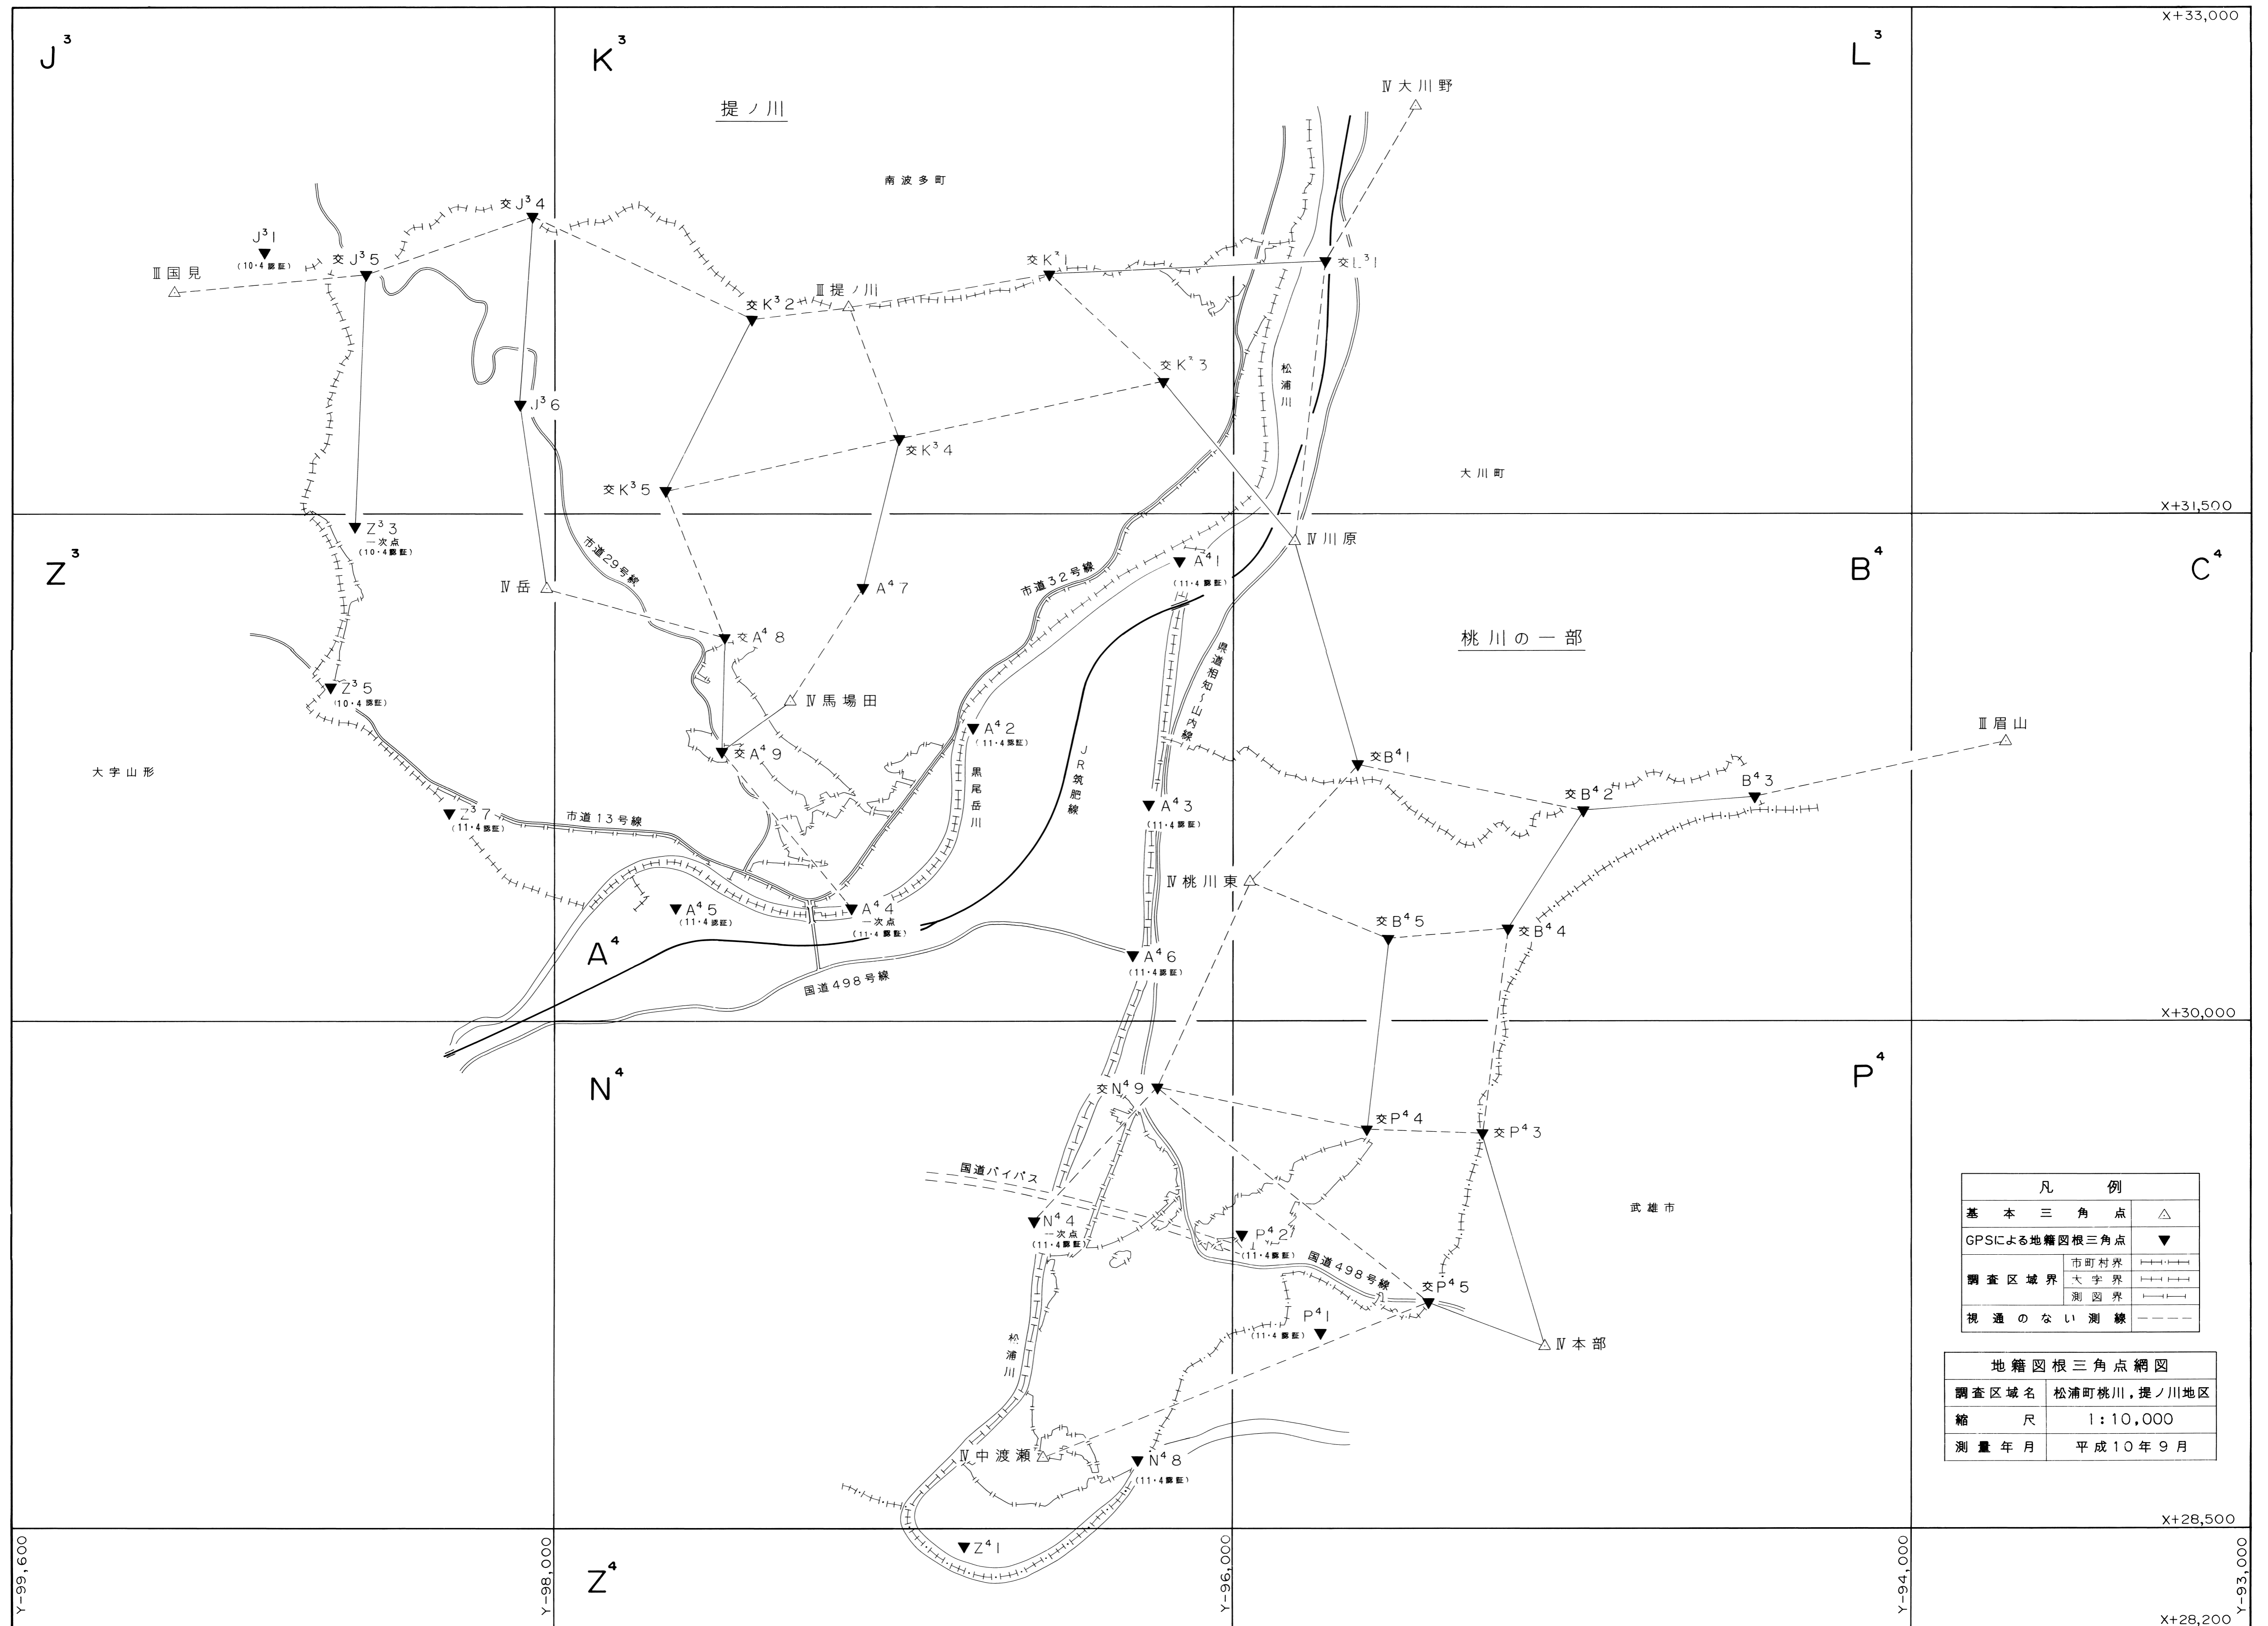 X+33,000
J³
K³
L³
提ノ川
Ⅳ大川野
南波多町
交J³4
J³1
(10・4認証)
交J³5
Ⅲ国見
交K³1
交L³1
Ⅲ提ノ川
交K³2
交K³3
松浦川
J³6
交K³4
大川町
交K³5
X+31,500
Z³3
一次点
(10・4認証)
Ⅳ川原
Z³
B⁴
C⁴
市道29号線
A⁴1
(11・4認証)
市道32号線
Ⅳ岳
A⁴7
交A⁴8
桃川の一部
県道相知~山内線
Z³5
(10・4認証)
Ⅳ馬場田
Ⅲ眉山
A⁴2
(11・4認証)
交A⁴9
交B⁴1
大字山形
黒尾岳川
JR筑肥線
B⁴3
交B⁴2
A⁴3
(11・4認証)
Z³7
(11・4認証)
市道13号線
Ⅳ桃川東
A⁴5
(11・4認証)
A⁴4
一次点
(11・4認証)
交B⁴5
交B⁴4
A⁴
A⁴6
(11・4認証)
国道498号線
X+30,000
N⁴
P⁴
交N⁴9
交P⁴4
交P⁴3
国道バイパス
N⁴4
一次点
(11・4認証)
P⁴2
(11・4認証)
武雄市
国道498号線
交P⁴5
P⁴1
(11・4認証)
松浦川
Ⅳ本部
Ⅳ中渡瀬
N⁴8
(11・4認証)
凡例
基本三角点
GPSによる地籍図根三角点
調査区域界
市町村界
大字界
測図界
視通のない測線
地籍図根三角点網図
調査区域名 松浦町桃川,提ノ川地区
縮尺 1:10,000
測量年月 平成10年9月
X+28,500
Z⁴1
Z⁴
Y-99,600
Y-98,000
Y-96,000
Y-94,000
Y-93,000
X+28,200